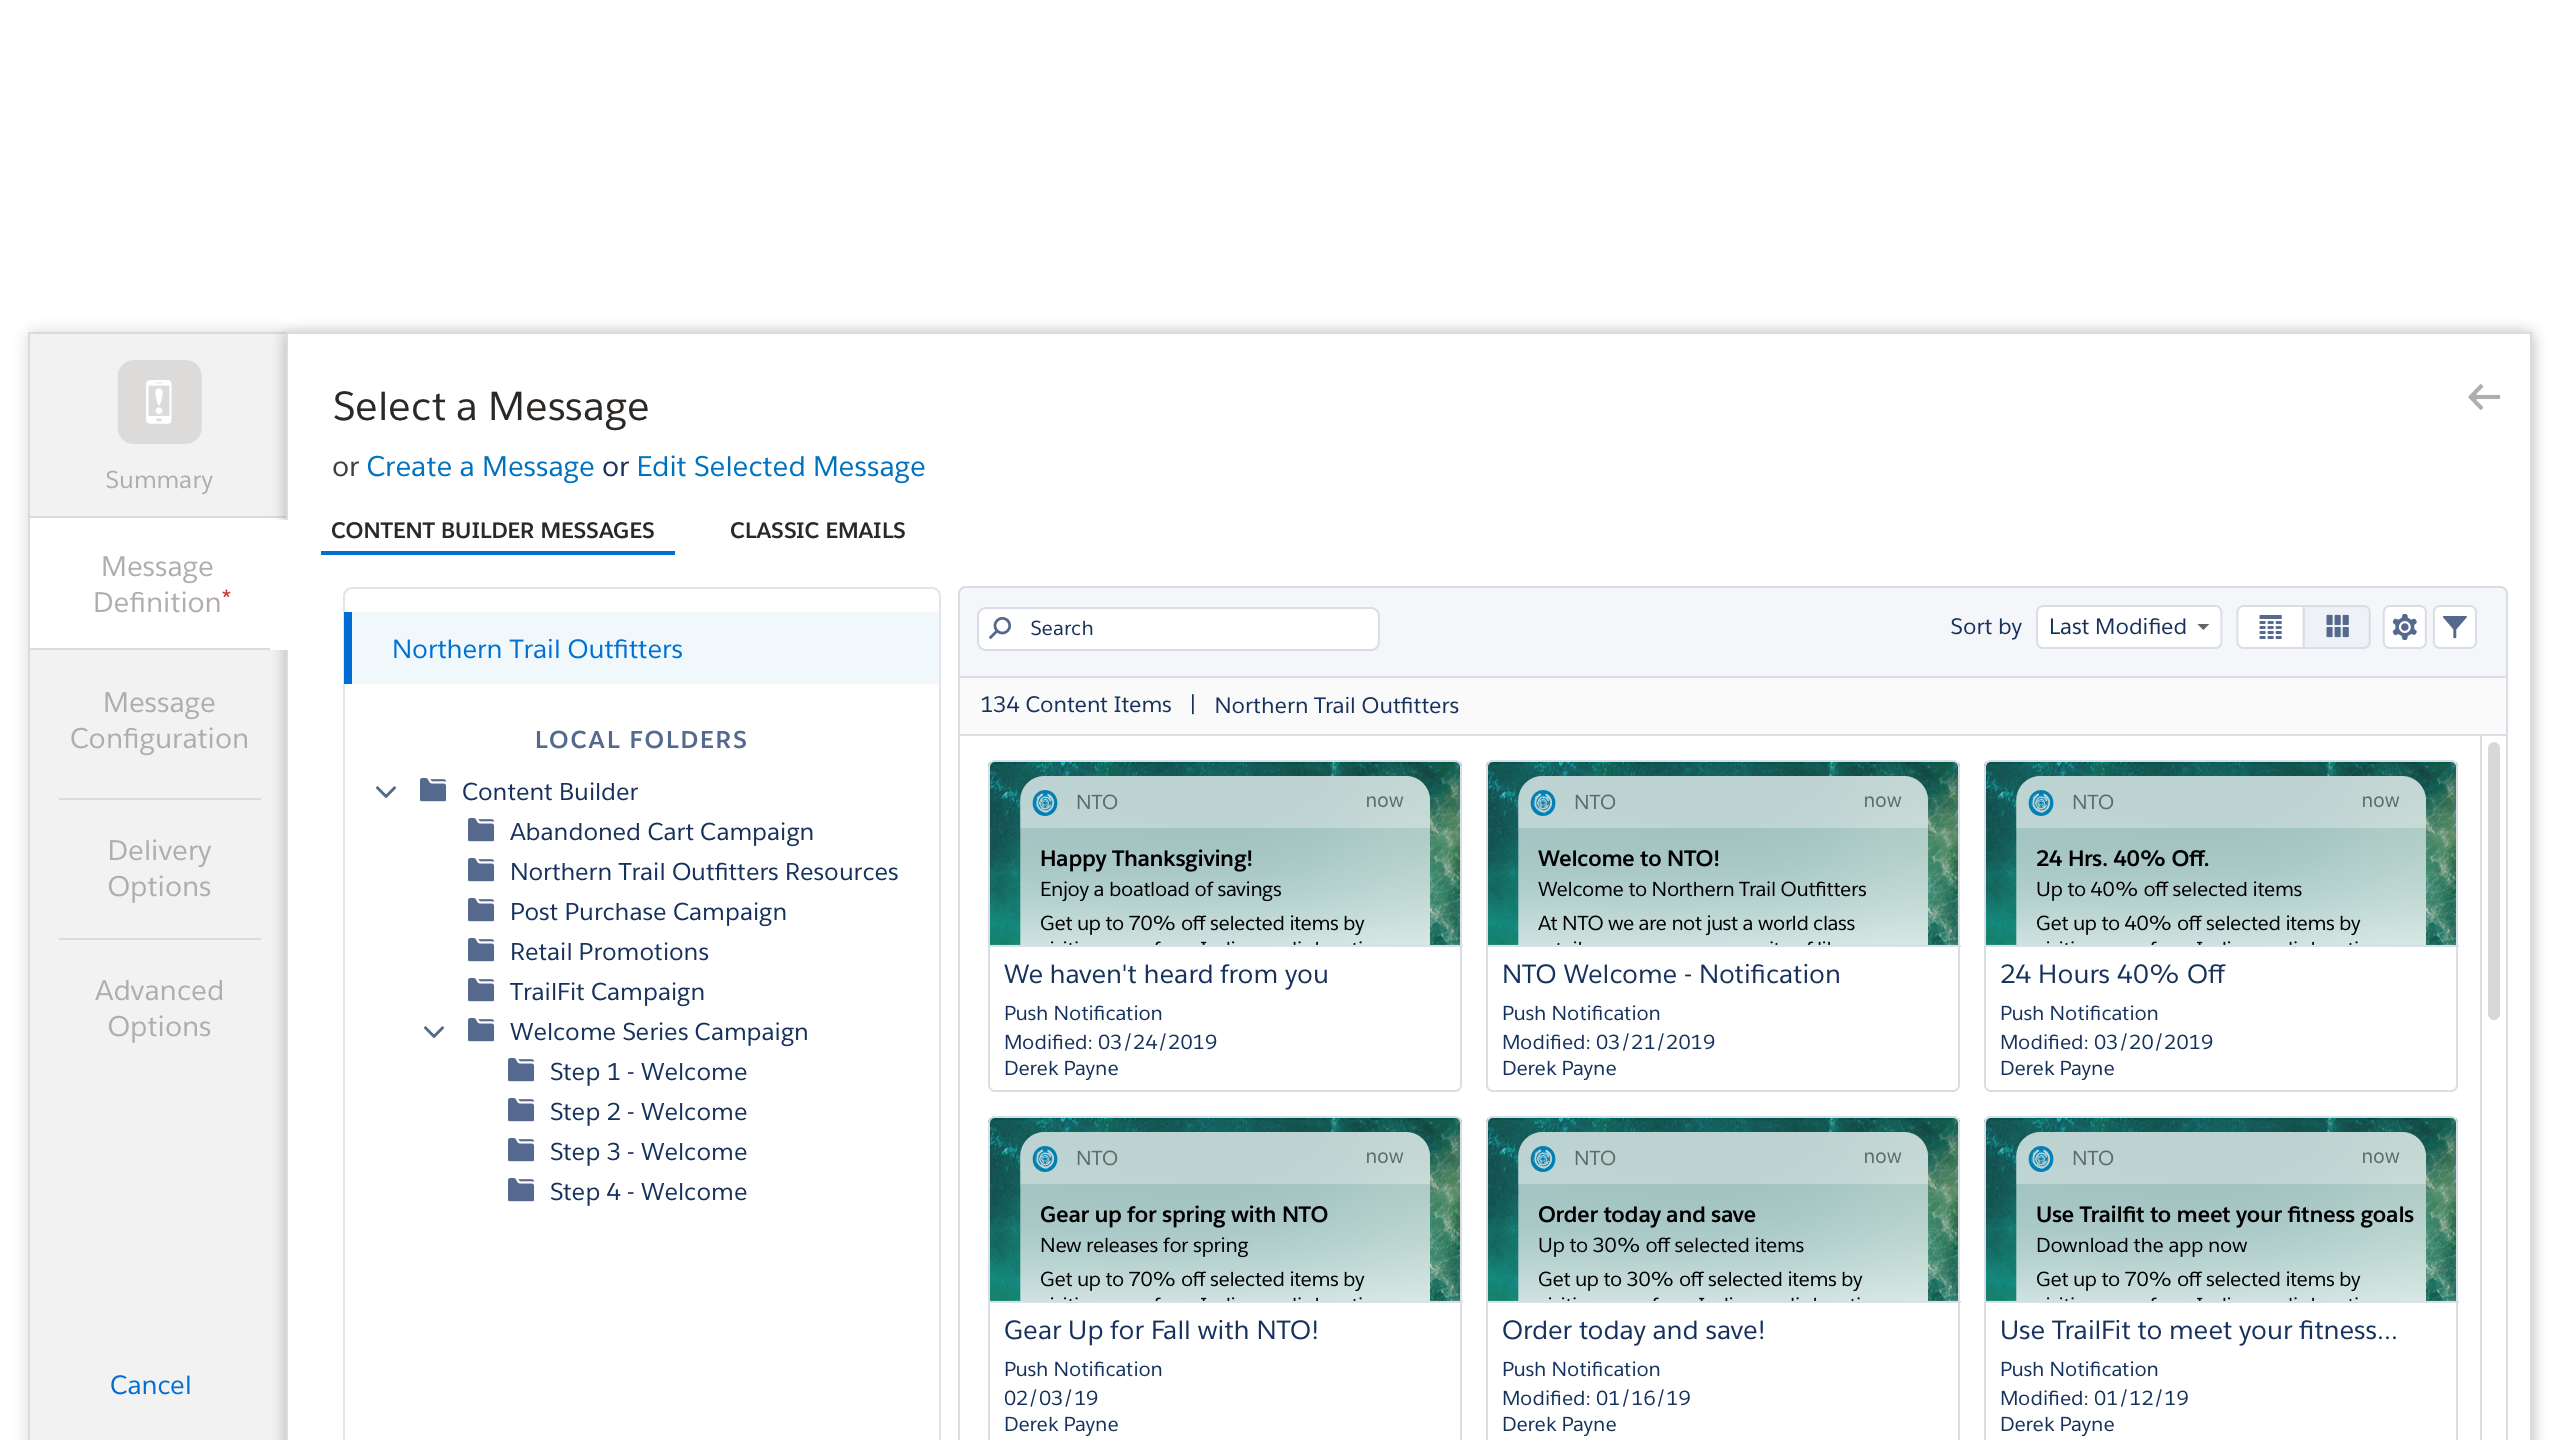 Summary
Message
Definition*
Message
Configuration
Delivery
Options
Advanced
Options
Cancel
Select a Message
or Create a Message or Edit Selected Message
CONTENT BUILDER MESSAGES CLASSIC EMAILS
Northern Trail Outfitters
LOCAL FOLDERS
Content Builder
Abandoned Cart Campaign
Northern Trail Outfitters Resources
Post Purchase Campaign
Retail Promotions
TrailFit Campaign
Welcome Series Campaign
Step 1 - Welcome
Step 2 - Welcome
Step 3 - Welcome
Step 4 - Welcome
Search Sort by Last Modified
134 Content Items | Northern Trail Outfitters
NTO now
Happy Thanksgiving!
Enjoy a boatload of savings
Get up to 70% off selected items by
We haven't heard from you
Push Notification
Modified: 03/24/2019
Derek Payne
NTO now
Welcome to NTO!
Welcome to Northern Trail Outfitters
At NTO we are not just a world class
NTO Welcome - Notification
Push Notification
Modified: 03/21/2019
Derek Payne
NTO now
24 Hrs. 40% Off.
Up to 40% off selected items
Get up to 40% off selected items by
24 Hours 40% Off
Push Notification
Modified: 03/20/2019
Derek Payne
NTO now
Gear up for spring with NTO
New releases for spring
Get up to 70% off selected items by
Gear Up for Fall with NTO!
Push Notification
02/03/19
Derek Payne
NTO now
Order today and save
Up to 30% off selected items
Get up to 30% off selected items by
Order today and save!
Push Notification
Modified: 01/16/19
Derek Payne
NTO now
Use Trailfit to meet your fitness goals
Download the app now
Get up to 70% off selected items by
Use TrailFit to meet your fitness...
Push Notification
Modified: 01/12/19
Derek Payne